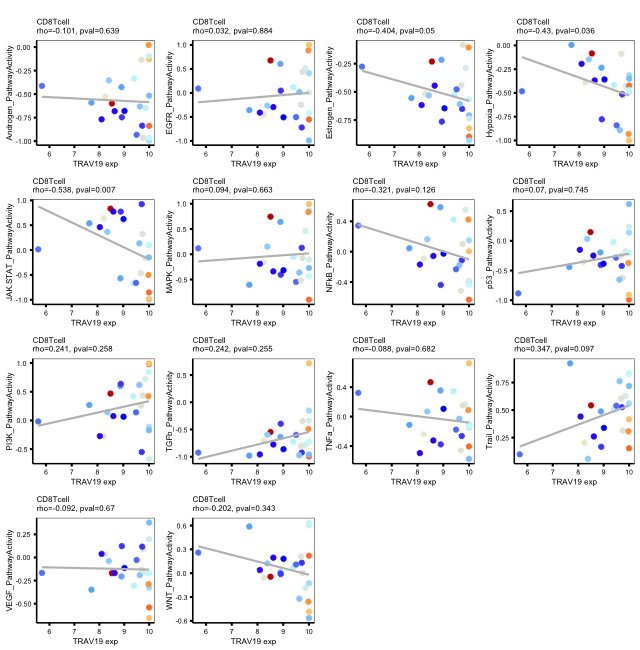 CD8Tcell
rho=-0.101, pval=0.639
Androgen_PathwayActivity
0.00
-0.25
-0.50
-0.75
-1.00
6
7
8
9
10
TRAV19 exp
CD8Tcell
rho=0.032, pval=0.884
EGFR_PathwayActivity
1.0
0.5
0.0
-0.5
-1.0
6
7
8
9
10
TRAV19 exp
CD8Tcell
rho=-0.404, pval=0.05
Estrogen_PathwayActivity
-0.25
-0.50
-0.75
6
7
8
9
10
TRAV19 exp
CD8Tcell
rho=-0.43, pval=0.036
Hypoxia_PathwayActivity
0.00
-0.25
-0.50
-0.75
-1.00
6
7
8
9
10
TRAV19 exp
CD8Tcell
rho=-0.538, pval=0.007
JAK-STAT_PathwayActivity
1.0
0.5
0.0
-0.5
-1.0
6
7
8
9
10
TRAV19 exp
CD8Tcell
rho=0.094, pval=0.663
MAPK_PathwayActivity
1.0
0.5
0.0
-0.5
-1.0
6
7
8
9
10
TRAV19 exp
CD8Tcell
rho=-0.321, pval=0.126
NFkB_PathwayActivity
0.4
0.0
-0.4
6
7
8
9
10
TRAV19 exp
CD8Tcell
rho=0.07, pval=0.745
p53_PathwayActivity
0.5
0.0
-0.5
-1.0
6
7
8
9
10
TRAV19 exp
CD8Tcell
rho=0.241, pval=0.258
PI3K_PathwayActivity
1.0
0.5
0.0
-0.5
6
7
8
9
10
TRAV19 exp
CD8Tcell
rho=0.242, pval=0.255
TGFb_PathwayActivity
0.5
0.0
-0.5
-1.0
6
7
8
9
10
TRAV19 exp
CD8Tcell
rho=-0.088, pval=0.682
TNFa_PathwayActivity
0.4
0.0
-0.4
6
7
8
9
10
TRAV19 exp
CD8Tcell
rho=0.347, pval=0.097
Trail_PathwayActivity
0.75
0.50
0.25
6
7
8
9
10
TRAV19 exp
CD8Tcell
rho=-0.092, pval=0.67
VEGF_PathwayActivity
0.25
0.00
-0.25
-0.50
6
7
8
9
10
TRAV19 exp
CD8Tcell
rho=-0.202, pval=0.343
WNT_PathwayActivity
0.6
0.3
0.0
-0.3
-0.6
6
7
8
9
10
TRAV19 exp